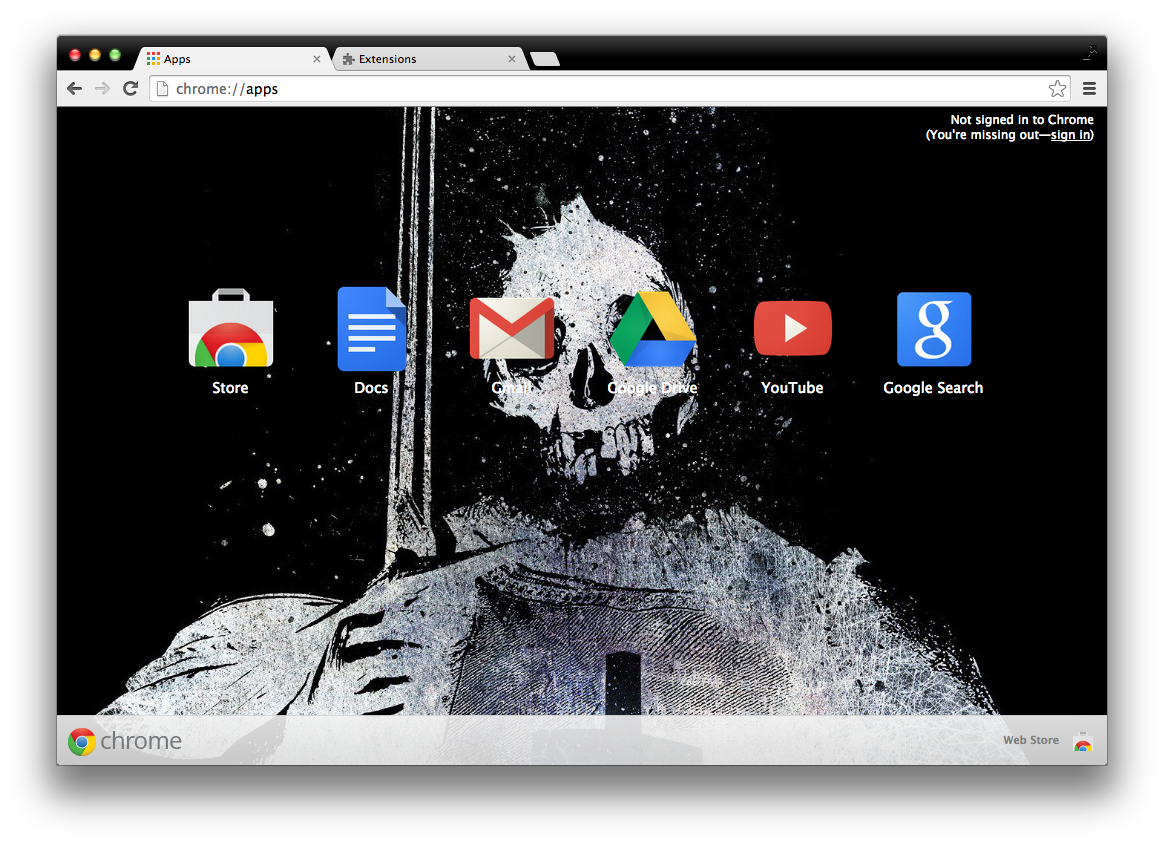 Apps
Extensions
chrome://apps
Not signed in to Chrome
(You're missing out—sign in)
Store
Docs
Gmail
Google Drive
YouTube
Google Search
chrome
Web Store